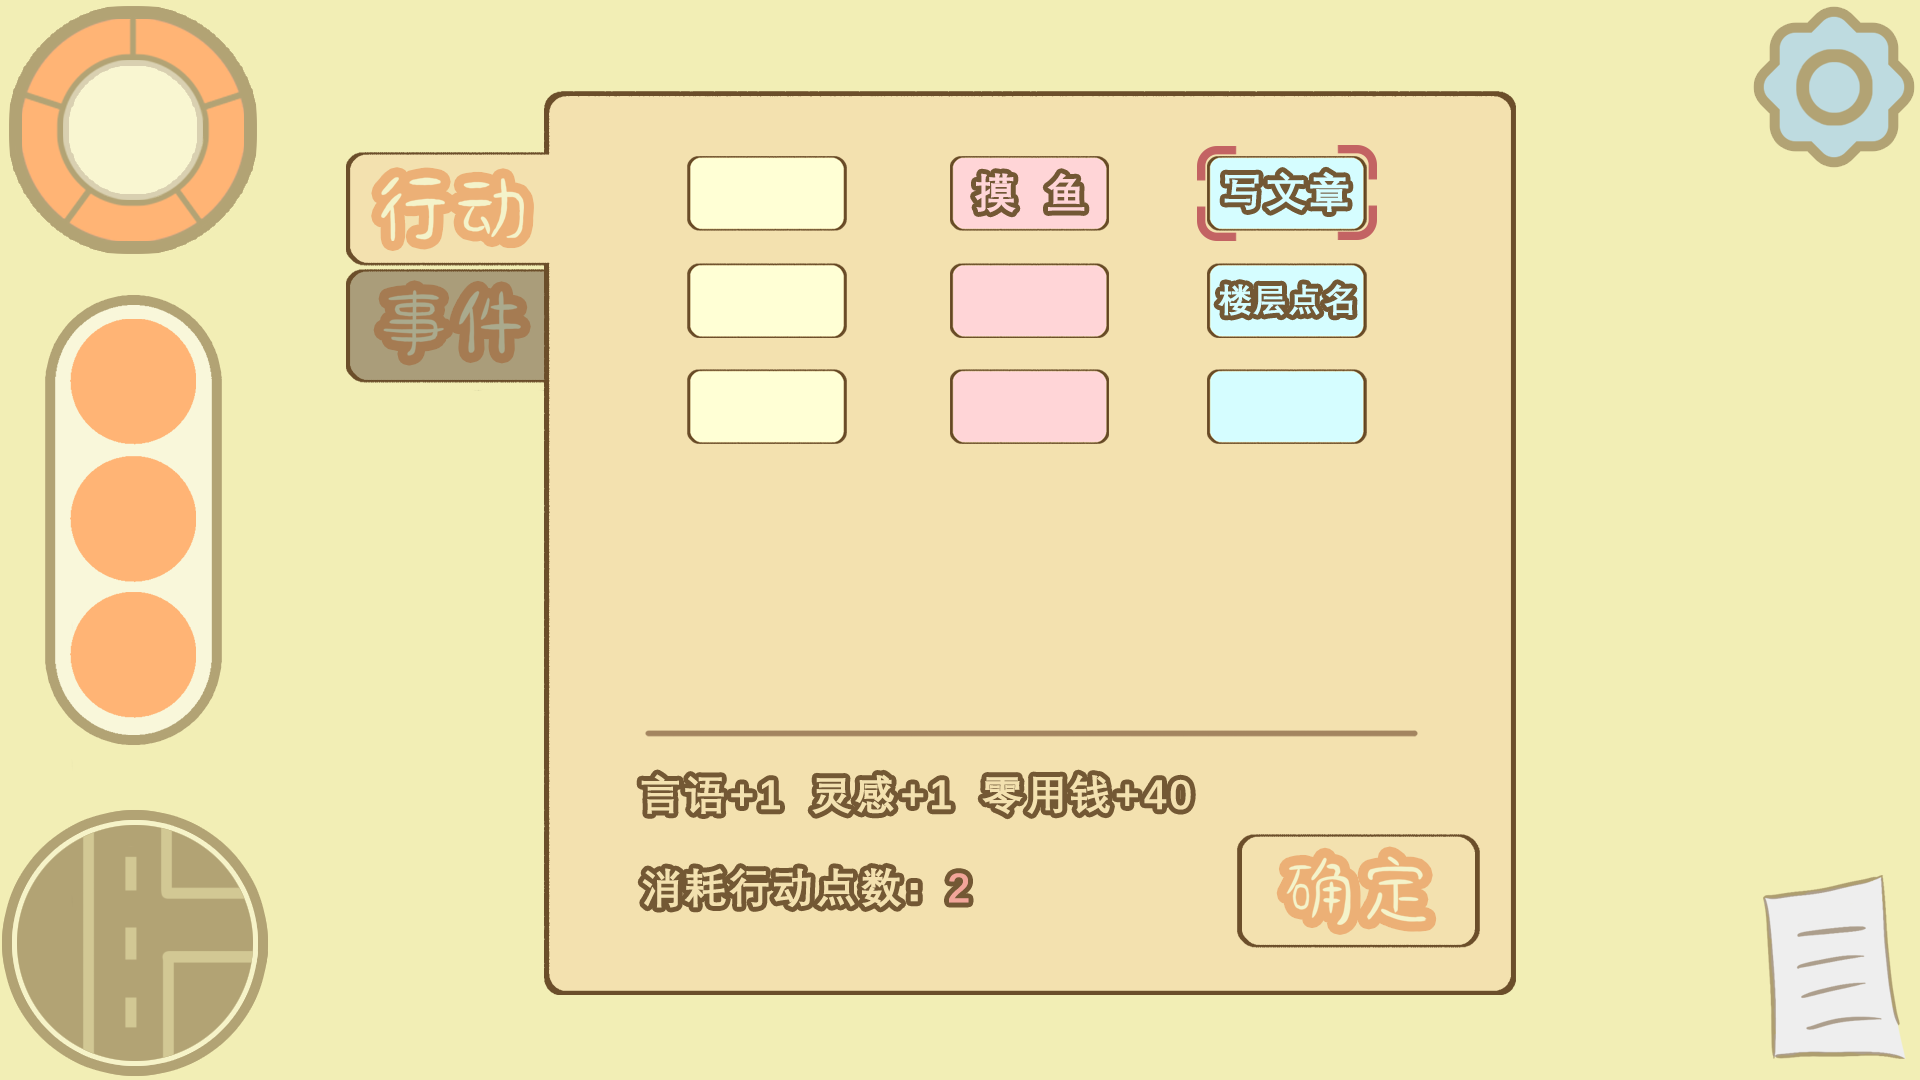 行动
事件
摸 鱼
写文章
楼层点名
言语+1 灵感+1 零用钱+40
消耗行动点数：2
确定